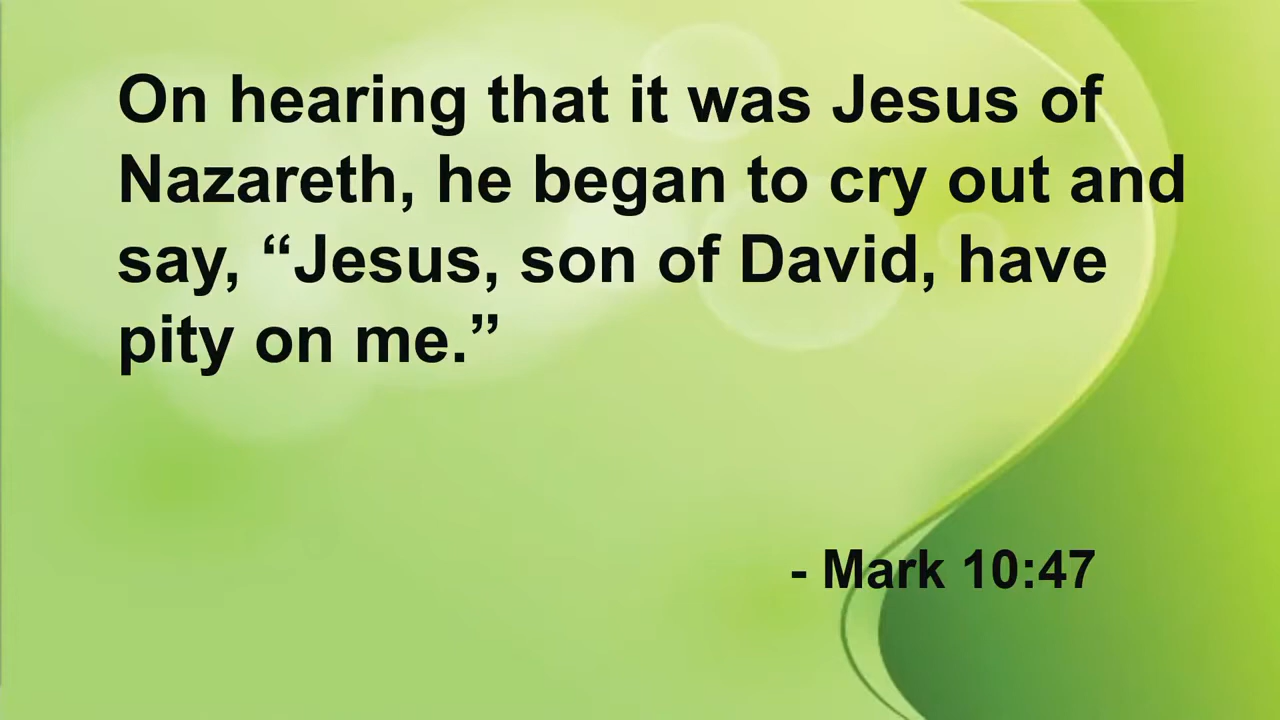 On hearing that it was Jesus of
Nazareth, he began to cry out and
say, “Jesus, son of David, have
pity on me.”
- Mark 10:47